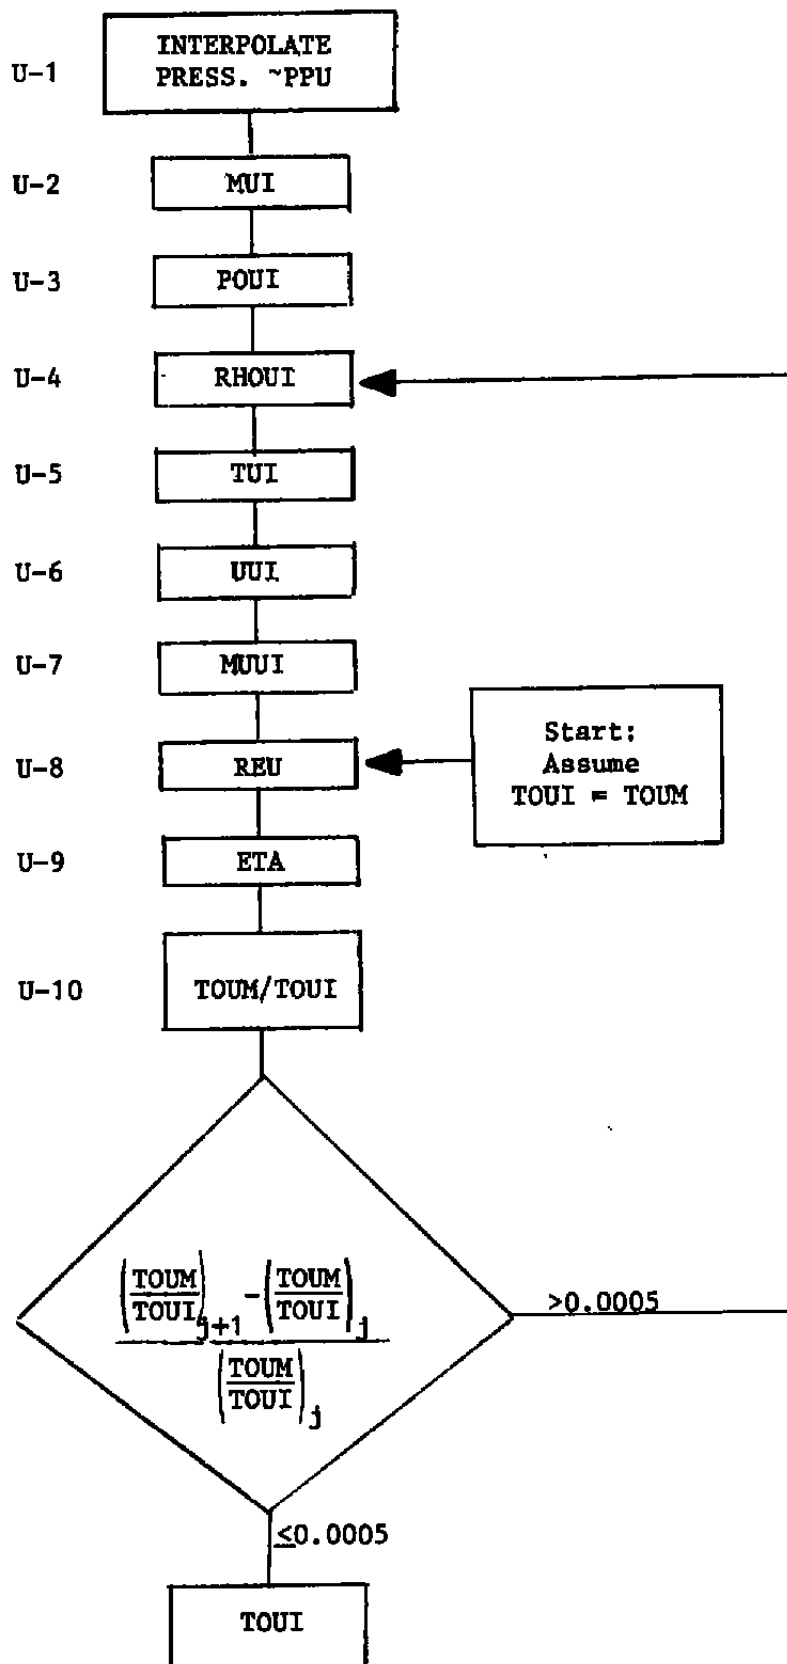 U-1
INTERPOLATE
PRESS. ~PPU
U-2
MUI
U-3
POUI
U-4
RHOUI
U-5
TUI
U-6
UUI
U-7
MUUI
U-8
REU
Start:
Assume
TOUI = TOUM
U-9
ETA
U-10
TOUM/TOUI
(TOUM/TOUI)j+1 - (TOUM/TOUI)j
(TOUM/TOUI)j
>0.0005
≤0.0005
TOUI